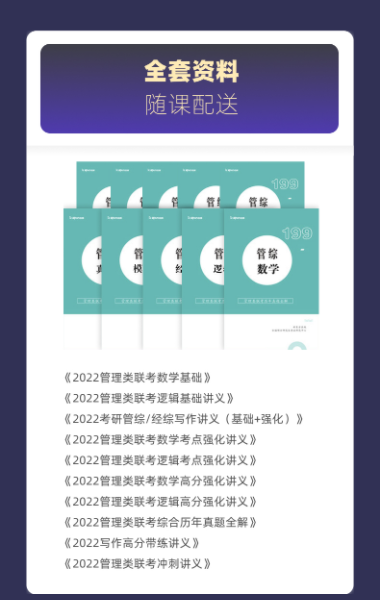 全套资料
随课配送
199
管综
199
管综
数学
《2022管理类联考数学基础》
《2022管理类联考逻辑基础讲义》
《2022考研管综/经综写作讲义（基础+强化）》
《2022管理类联考数学考点强化讲义》
《2022管理类联考逻辑考点强化讲义》
《2022管理类联考数学高分强化讲义》
《2022管理类联考逻辑高分强化讲义》
《2022管理类联考综合历年真题全解》
《2022写作高分带练讲义》
《2022管理类联考冲刺讲义》